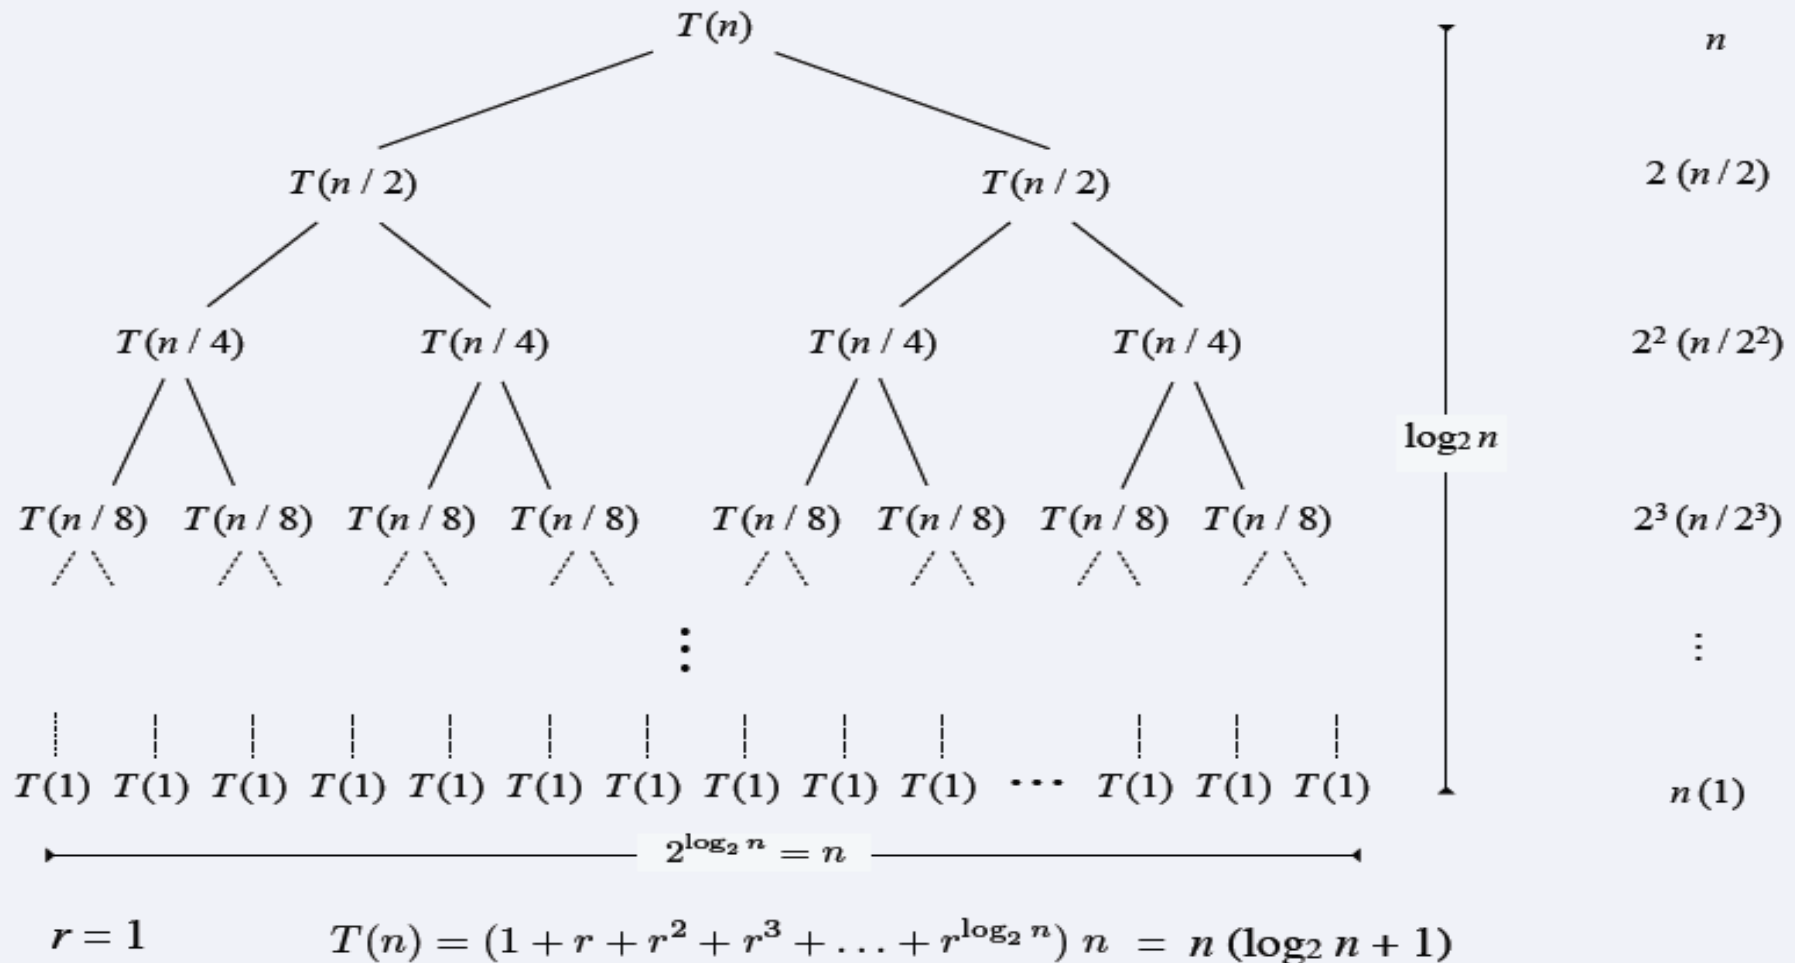 T(n) n
T(n / 2) T(n / 2) 2 (n / 2)
T(n / 4) T(n / 4) T(n / 4) T(n / 4) 2² (n / 2²)
log₂ n
T(n / 8) T(n / 8) T(n / 8) T(n / 8) T(n / 8) T(n / 8) T(n / 8) T(n / 8) 2³ (n / 2³)
⋮ ⋮
T(1) T(1) T(1) T(1) T(1) T(1) T(1) T(1) T(1) T(1) ⋯ T(1) T(1) T(1) n (1)
2^{log₂ n} = n
r = 1 T(n) = (1 + r + r² + r³ + … + r^{log₂ n}) n = n (log₂ n + 1)